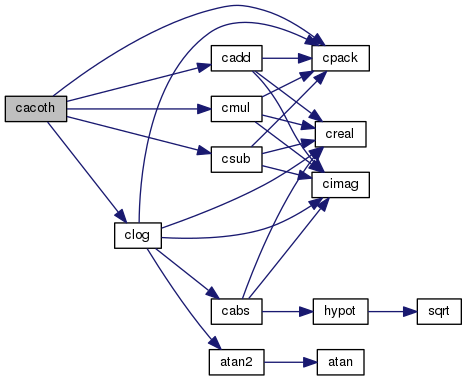 cacoth
cadd
cmul
csub
clog
cpack
creal
cimag
cabs
hypot
sqrt
atan2
atan